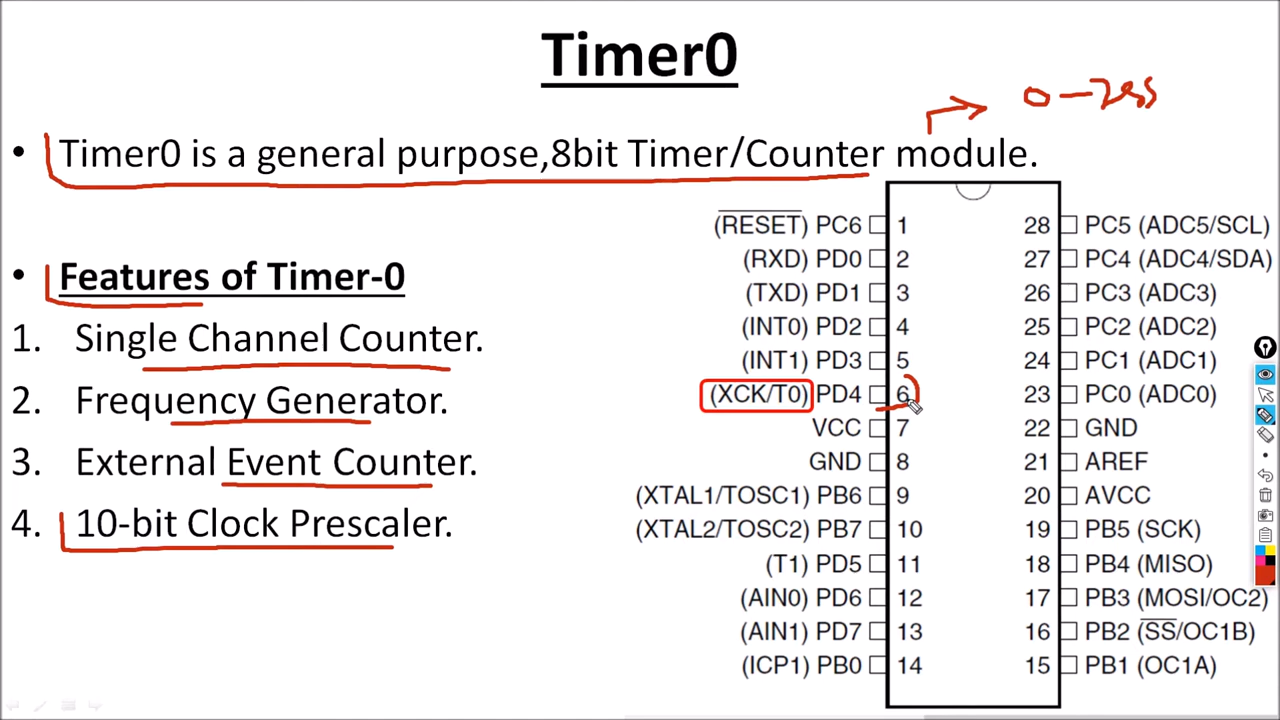 Timer0
0-255
• Timer0 is a general purpose,8bit Timer/Counter module.
• Features of Timer-0
1. Single Channel Counter.
2. Frequency Generator.
3. External Event Counter.
4. 10-bit Clock Prescaler.
(RESET) PC6 1 28 PC5 (ADC5/SCL)
(RXD) PD0 2 27 PC4 (ADC4/SDA)
(TXD) PD1 3 26 PC3 (ADC3)
(INT0) PD2 4 25 PC2 (ADC2)
(INT1) PD3 5 24 PC1 (ADC1)
(XCK/T0) PD4 6 23 PC0 (ADC0)
VCC 7 22 GND
GND 8 21 AREF
(XTAL1/TOSC1) PB6 9 20 AVCC
(XTAL2/TOSC2) PB7 10 19 PB5 (SCK)
(T1) PD5 11 18 PB4 (MISO)
(AIN0) PD6 12 17 PB3 (MOSI/OC2)
(AIN1) PD7 13 16 PB2 (SS/OC1B)
(ICP1) PB0 14 15 PB1 (OC1A)